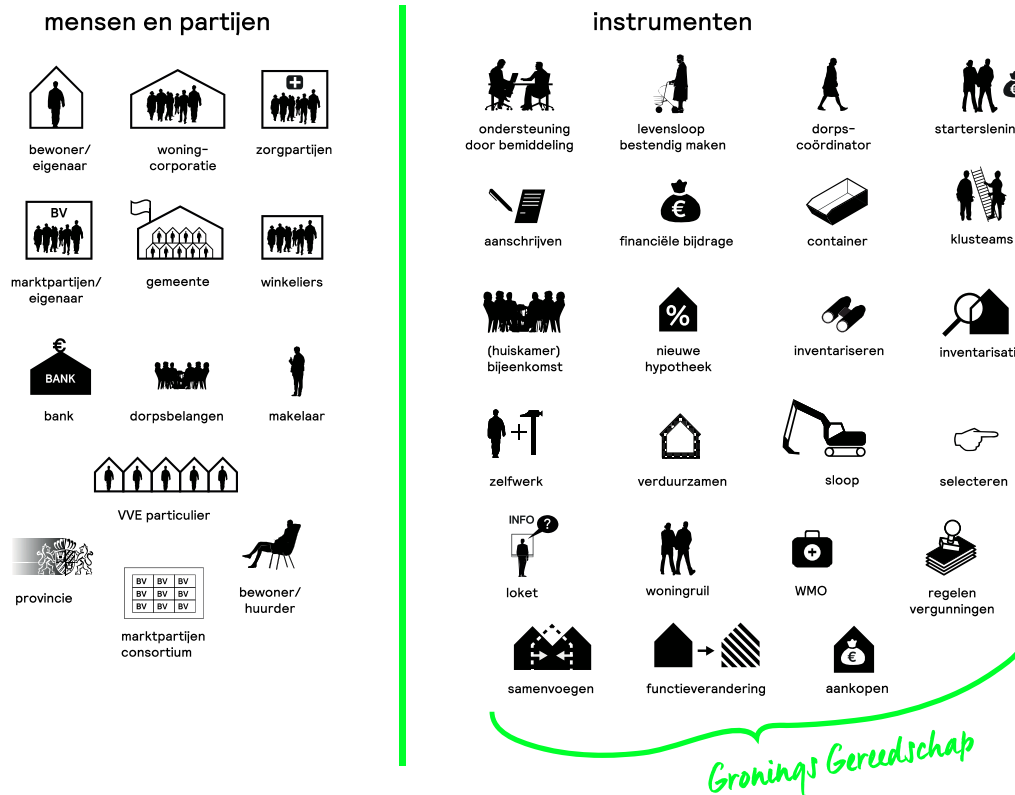 mensen en partijen
bewoner/
eigenaar
woning-
corporatie
zorgpartijen
BV
marktpartijen/
eigenaar
gemeente
winkeliers
€
BANK
bank
dorpsbelangen
makelaar
VVE particulier
provincie
BV BV BV
BV BV BV
BV BV BV
marktpartijen
consortium
bewoner/
huurder
instrumenten
ondersteuning
door bemiddeling
levensloop
bestendig maken
dorps-
coördinator
starterslenin
aanschrijven
€
financiële bijdrage
container
klusteams
(huiskamer)
bijeenkomst
%
nieuwe
hypotheek
inventariseren
inventarisati
+
zelfwerk
verduurzamen
sloop
selecteren
INFO ?
loket
woningruil
WMO
regelen
vergunningen
samenvoegen
functieverandering
€
aankopen
Gronings Gereedschap